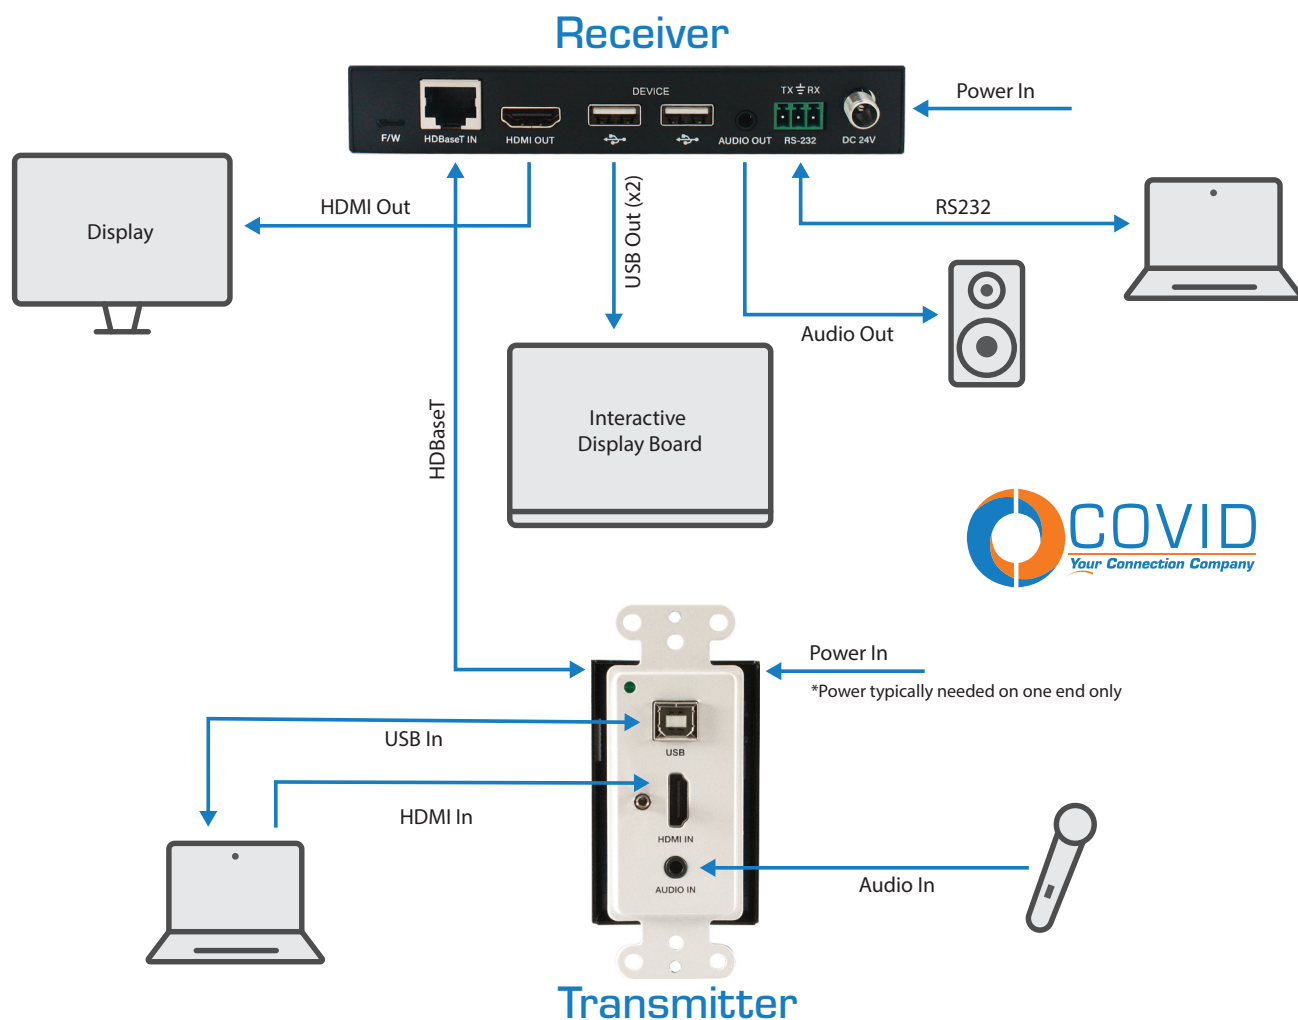 Receiver
DEVICE
TX RX
F/W
HDBaseT IN
HDMI OUT
AUDIO OUT
RS-232
DC 24V
Power In
Display
HDMI Out
USB Out (x2)
RS232
Audio Out
HDBaseT
Interactive
Display Board
COVID
Your Connection Company
Power In
*Power typically needed on one end only
USB In
USB
HDMI In
HDMI IN
AUDIO IN
Audio In
Transmitter